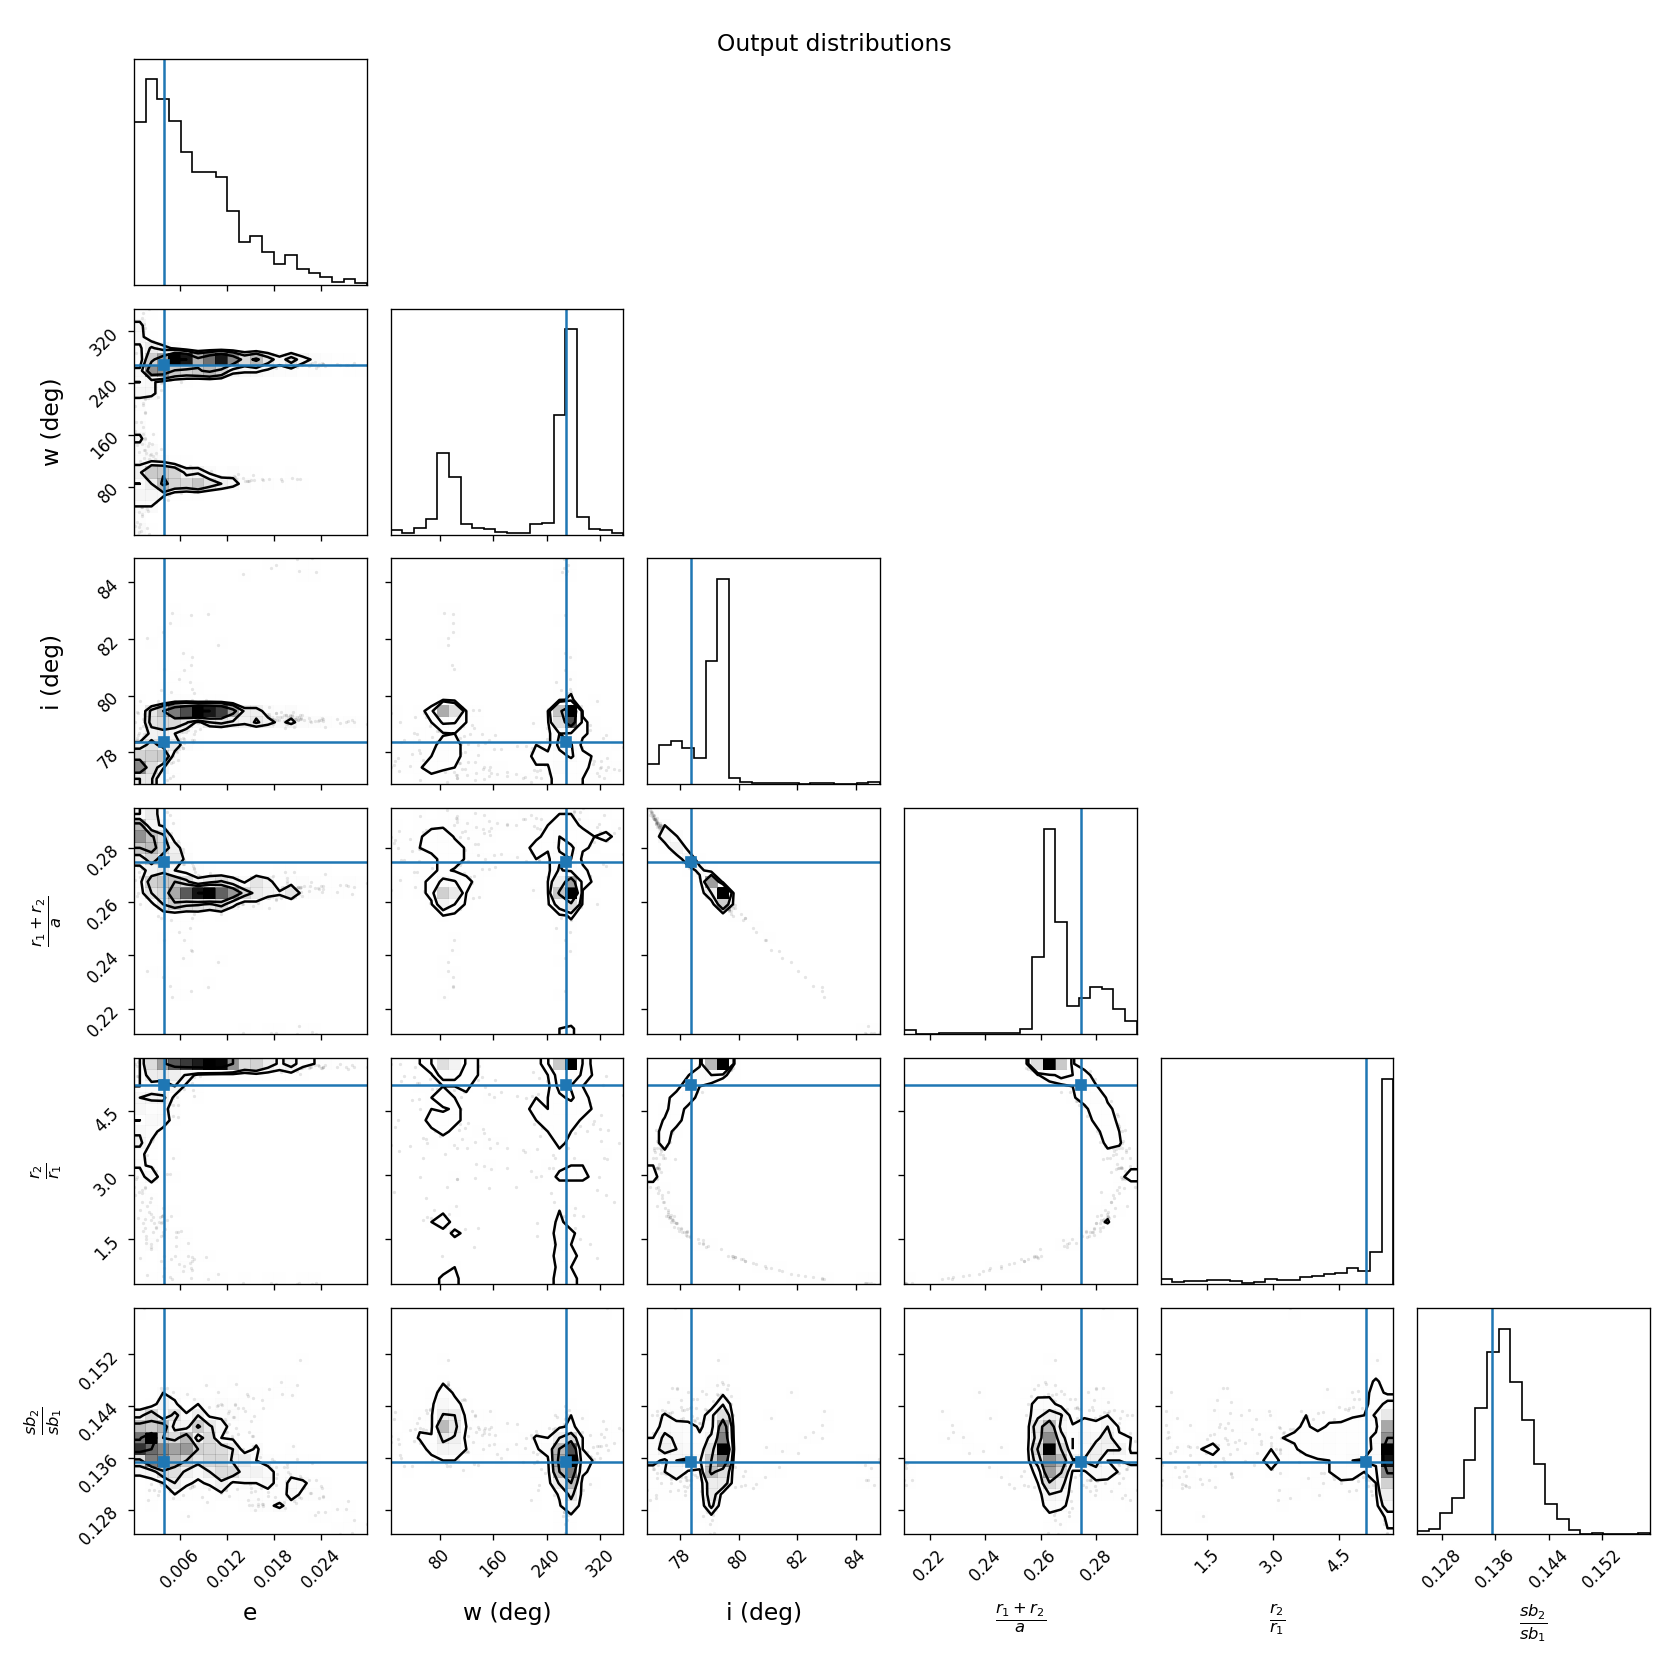 Output distributions
w (deg)
320
240
160
80
i (deg)
84
82
80
78
r₁ + r₂
a
0.28
0.26
0.24
0.22
r₂
r₁
4.5
3.0
1.5
sb₂
sb₁
0.152
0.144
0.136
0.128
0.006 0.012 0.018 0.024
80 160 240 320
78 80 82 84
0.22 0.24 0.26 0.28
1.5 3.0 4.5
0.128 0.136 0.144 0.152
e
w (deg)
i (deg)
r₁ + r₂
a
r₂
r₁
sb₂
sb₁